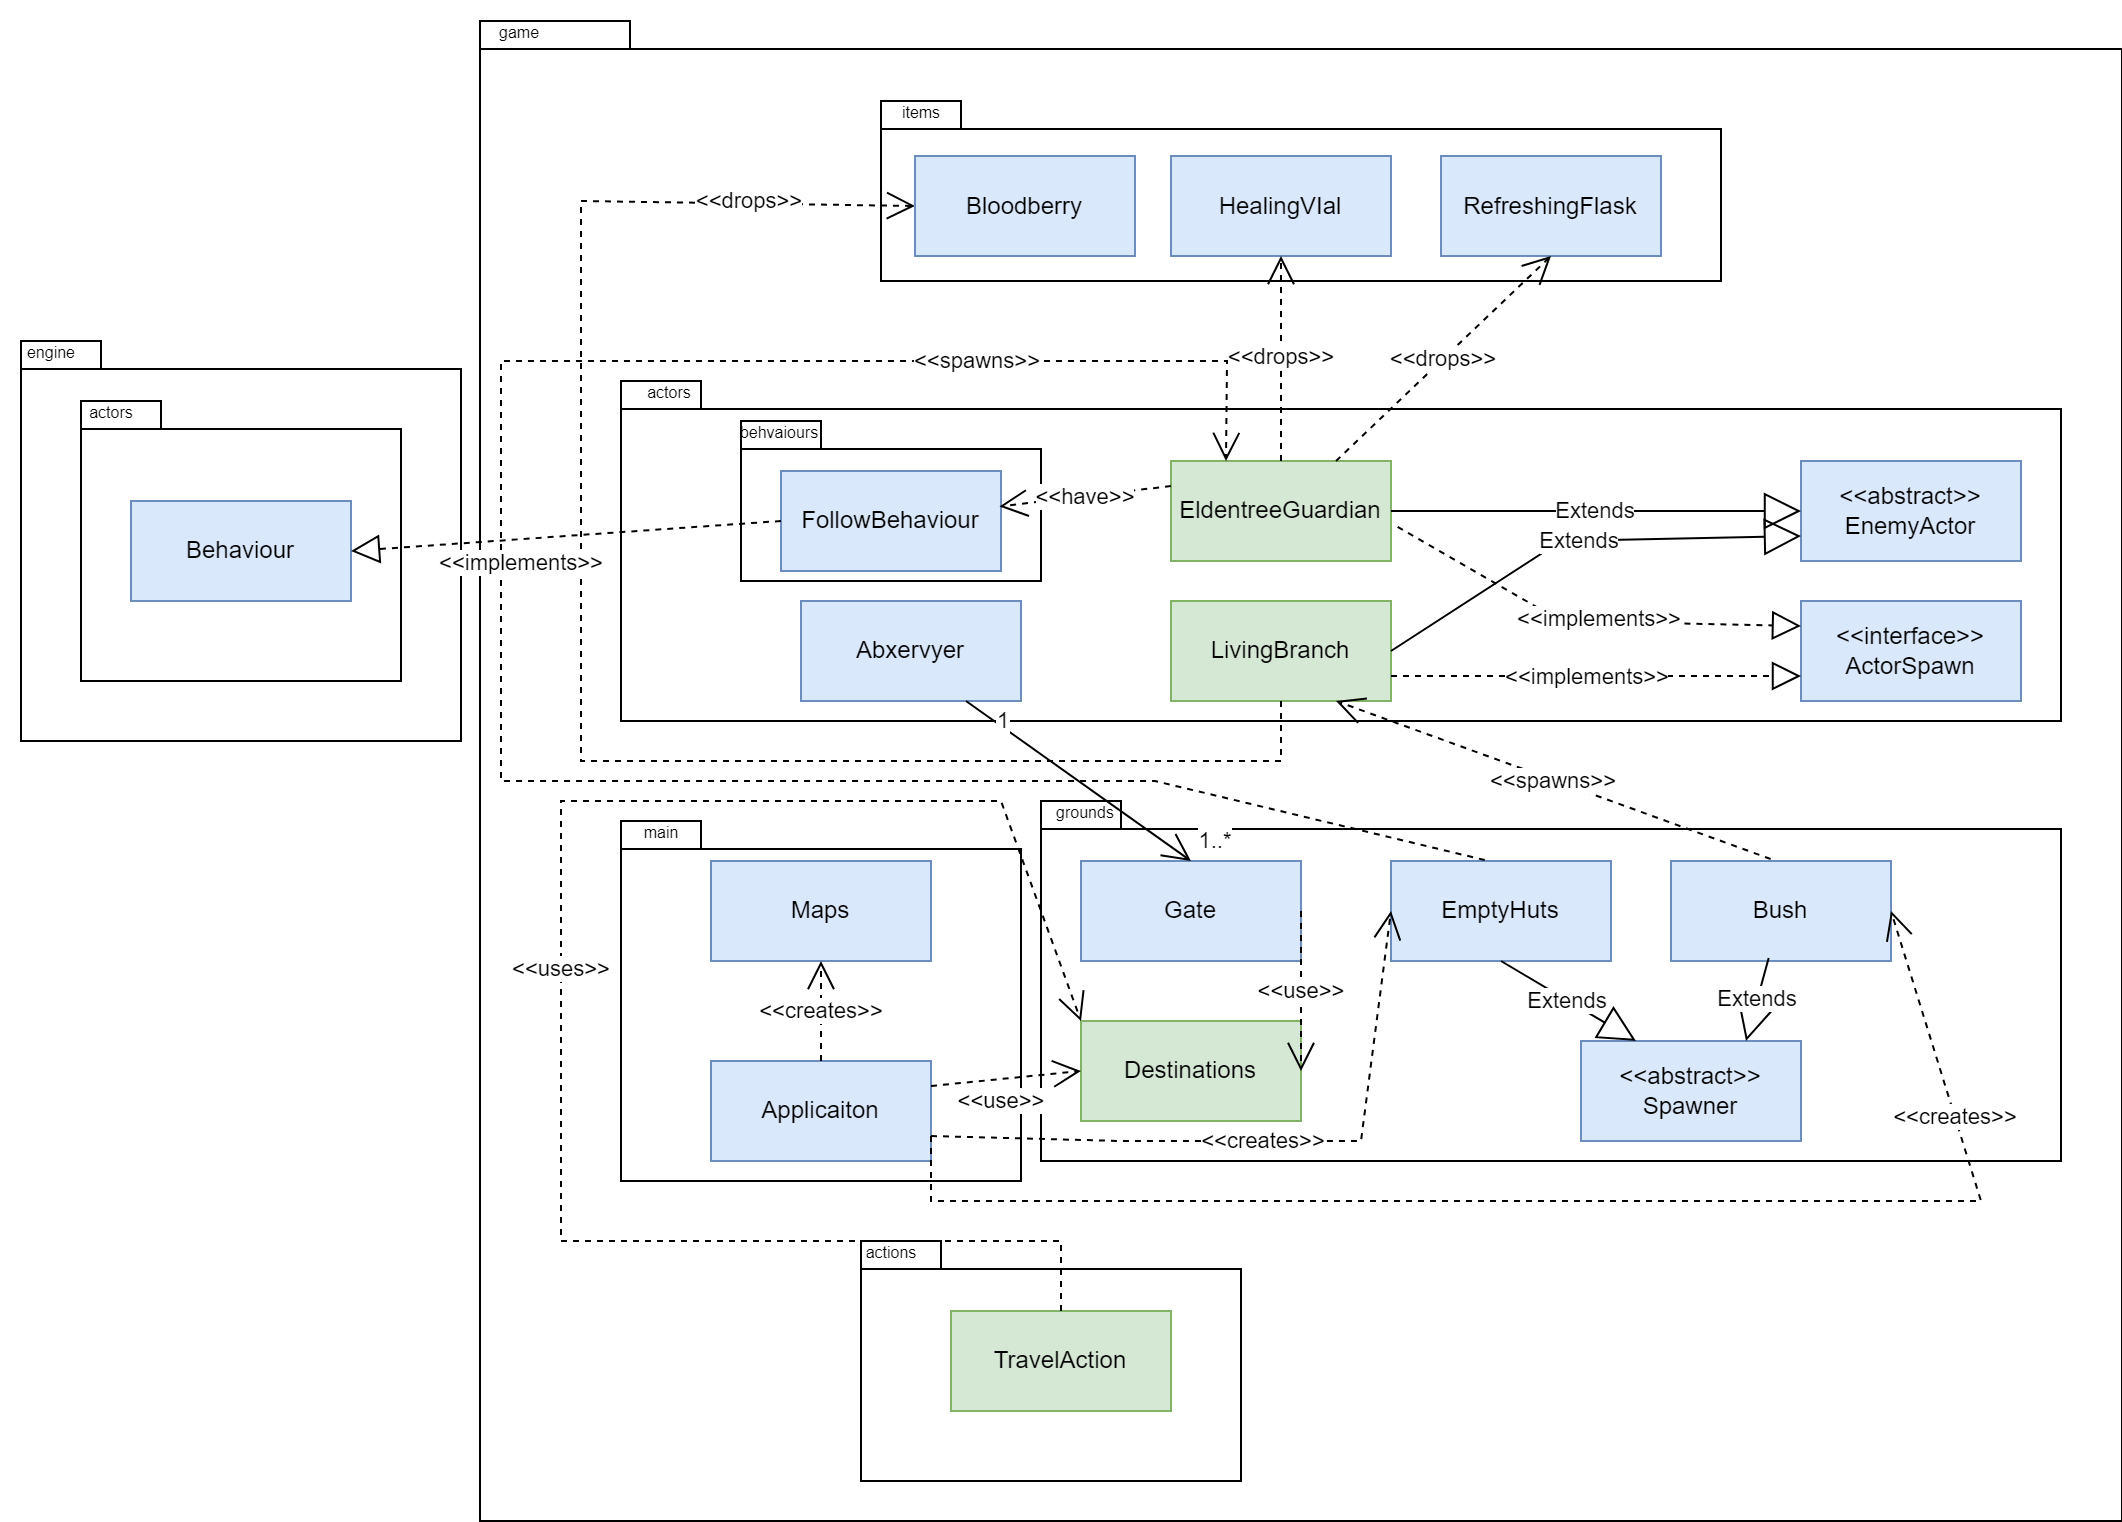 game
items
Bloodberry
HealingVIal
RefreshingFlask
<<drops>>
engine
actors
Behaviour
<<spawns>>
<<drops>>
<<drops>>
actors
behvaiours
FollowBehaviour
<<have>>
EldentreeGuardian
Extends
Extends
<<abstract>>
EnemyActor
<<implements>>
<<implements>>
Abxervyer
LivingBranch
<<implements>>
<<interface>>
ActorSpawn
1
<<spawns>>
main
grounds
1..*
Maps
Gate
EmptyHuts
Bush
<<uses>>
<<creates>>
<<use>>
Extends
Extends
Applicaiton
<<use>>
Destinations
<<abstract>>
Spawner
<<creates>>
<<creates>>
actions
TravelAction